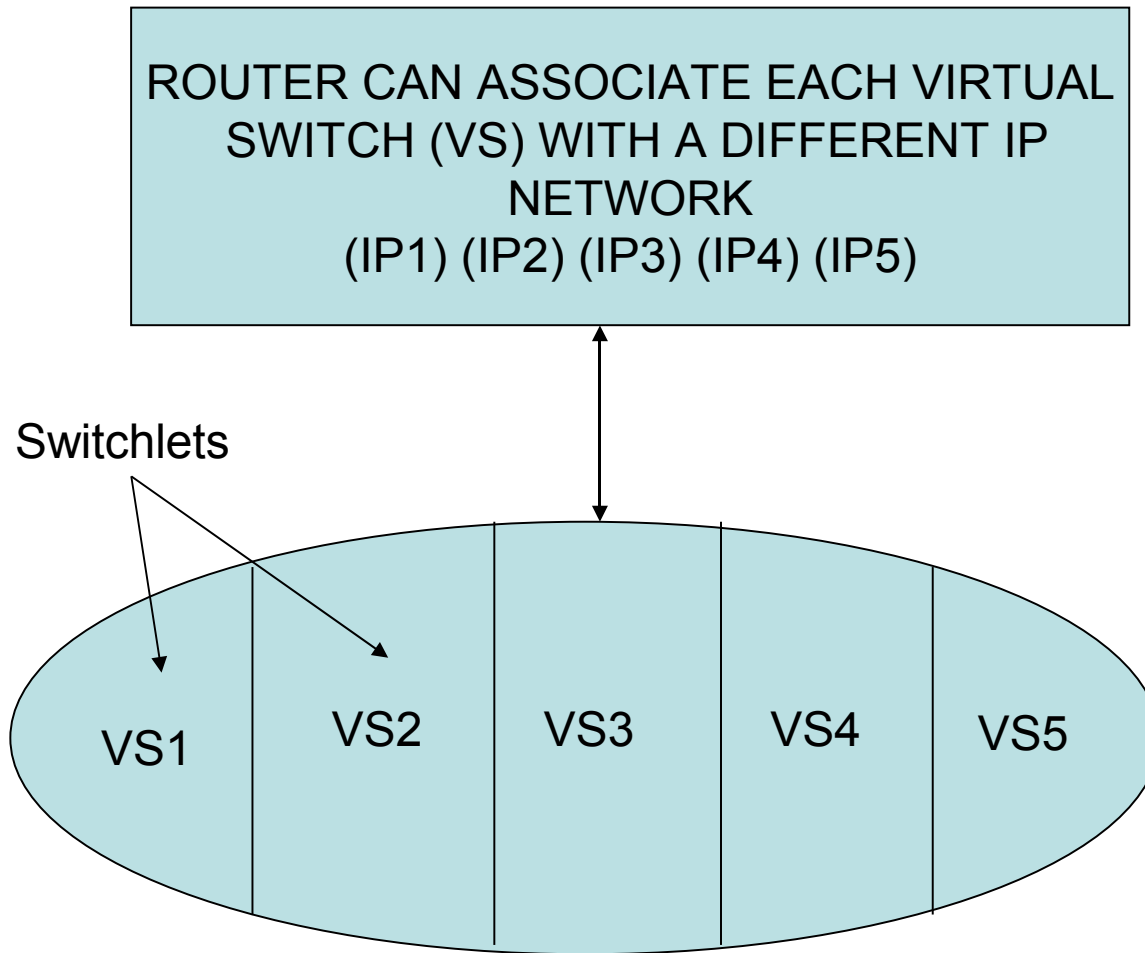 ROUTER CAN ASSOCIATE EACH VIRTUAL
SWITCH (VS) WITH A DIFFERENT IP
NETWORK
(IP1) (IP2) (IP3) (IP4) (IP5)
Switchlets
VS1 VS2 VS3 VS4 VS5